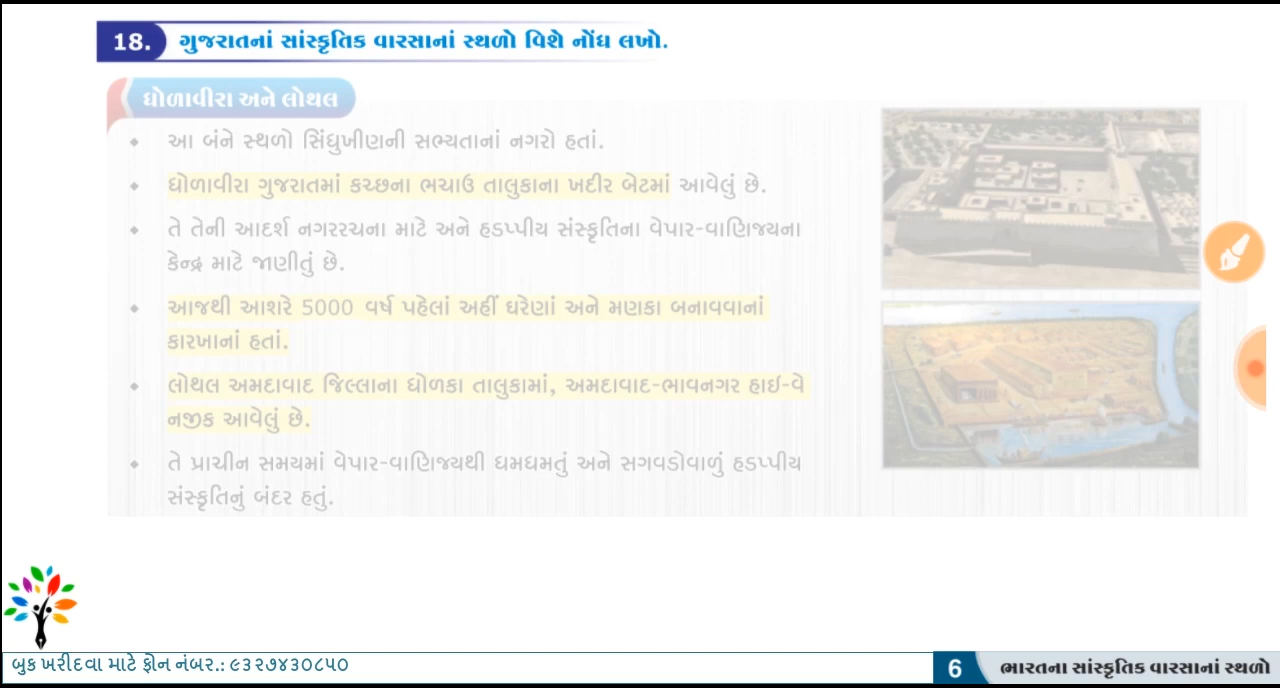 18. ગુજરાતનાં સાંસ્કૃતિક વારસાનાં સ્થળો વિશે નોંધ લખો.
ધોળાવીરા અને લોથલ
આ બંને સ્થળો સિંધુખીણની સભ્યતાનાં નગરો હતાં.
ધોળાવીરા ગુજરાતમાં કચ્છના ભચાઉ તાલુકાના ખદીર બેટમાં આવેલું છે.
તે તેની આદર્શ નગરરચના માટે અને હડપ્પીય સંસ્કૃતિના વેપાર-વાણિજ્યના
કેન્દ્ર માટે જાણીતું છે.
આજથી આશરે 5000 વર્ષ પહેલાં અહીં ઘરેણાં અને મણકા બનાવવાનાં
કારખાનાં હતાં.
લોથલ અમદાવાદ જિલ્લાના ધોળકા તાલુકામાં, અમદાવાદ-ભાવનગર હાઈ-વે
નજીક આવેલું છે.
તે પ્રાચીન સમયમાં વેપાર-વાણિજ્યથી ધમધમતું અને સગવડોવાળું હડપ્પીય
સંસ્કૃતિનું બંદર હતું.
બુક ખરીદવા માટે ફોન નંબર.: ૯૩૨૭૪૩૦૮૫૦
6 ભારતના સાંસ્કૃતિક વારસાનાં સ્થળો